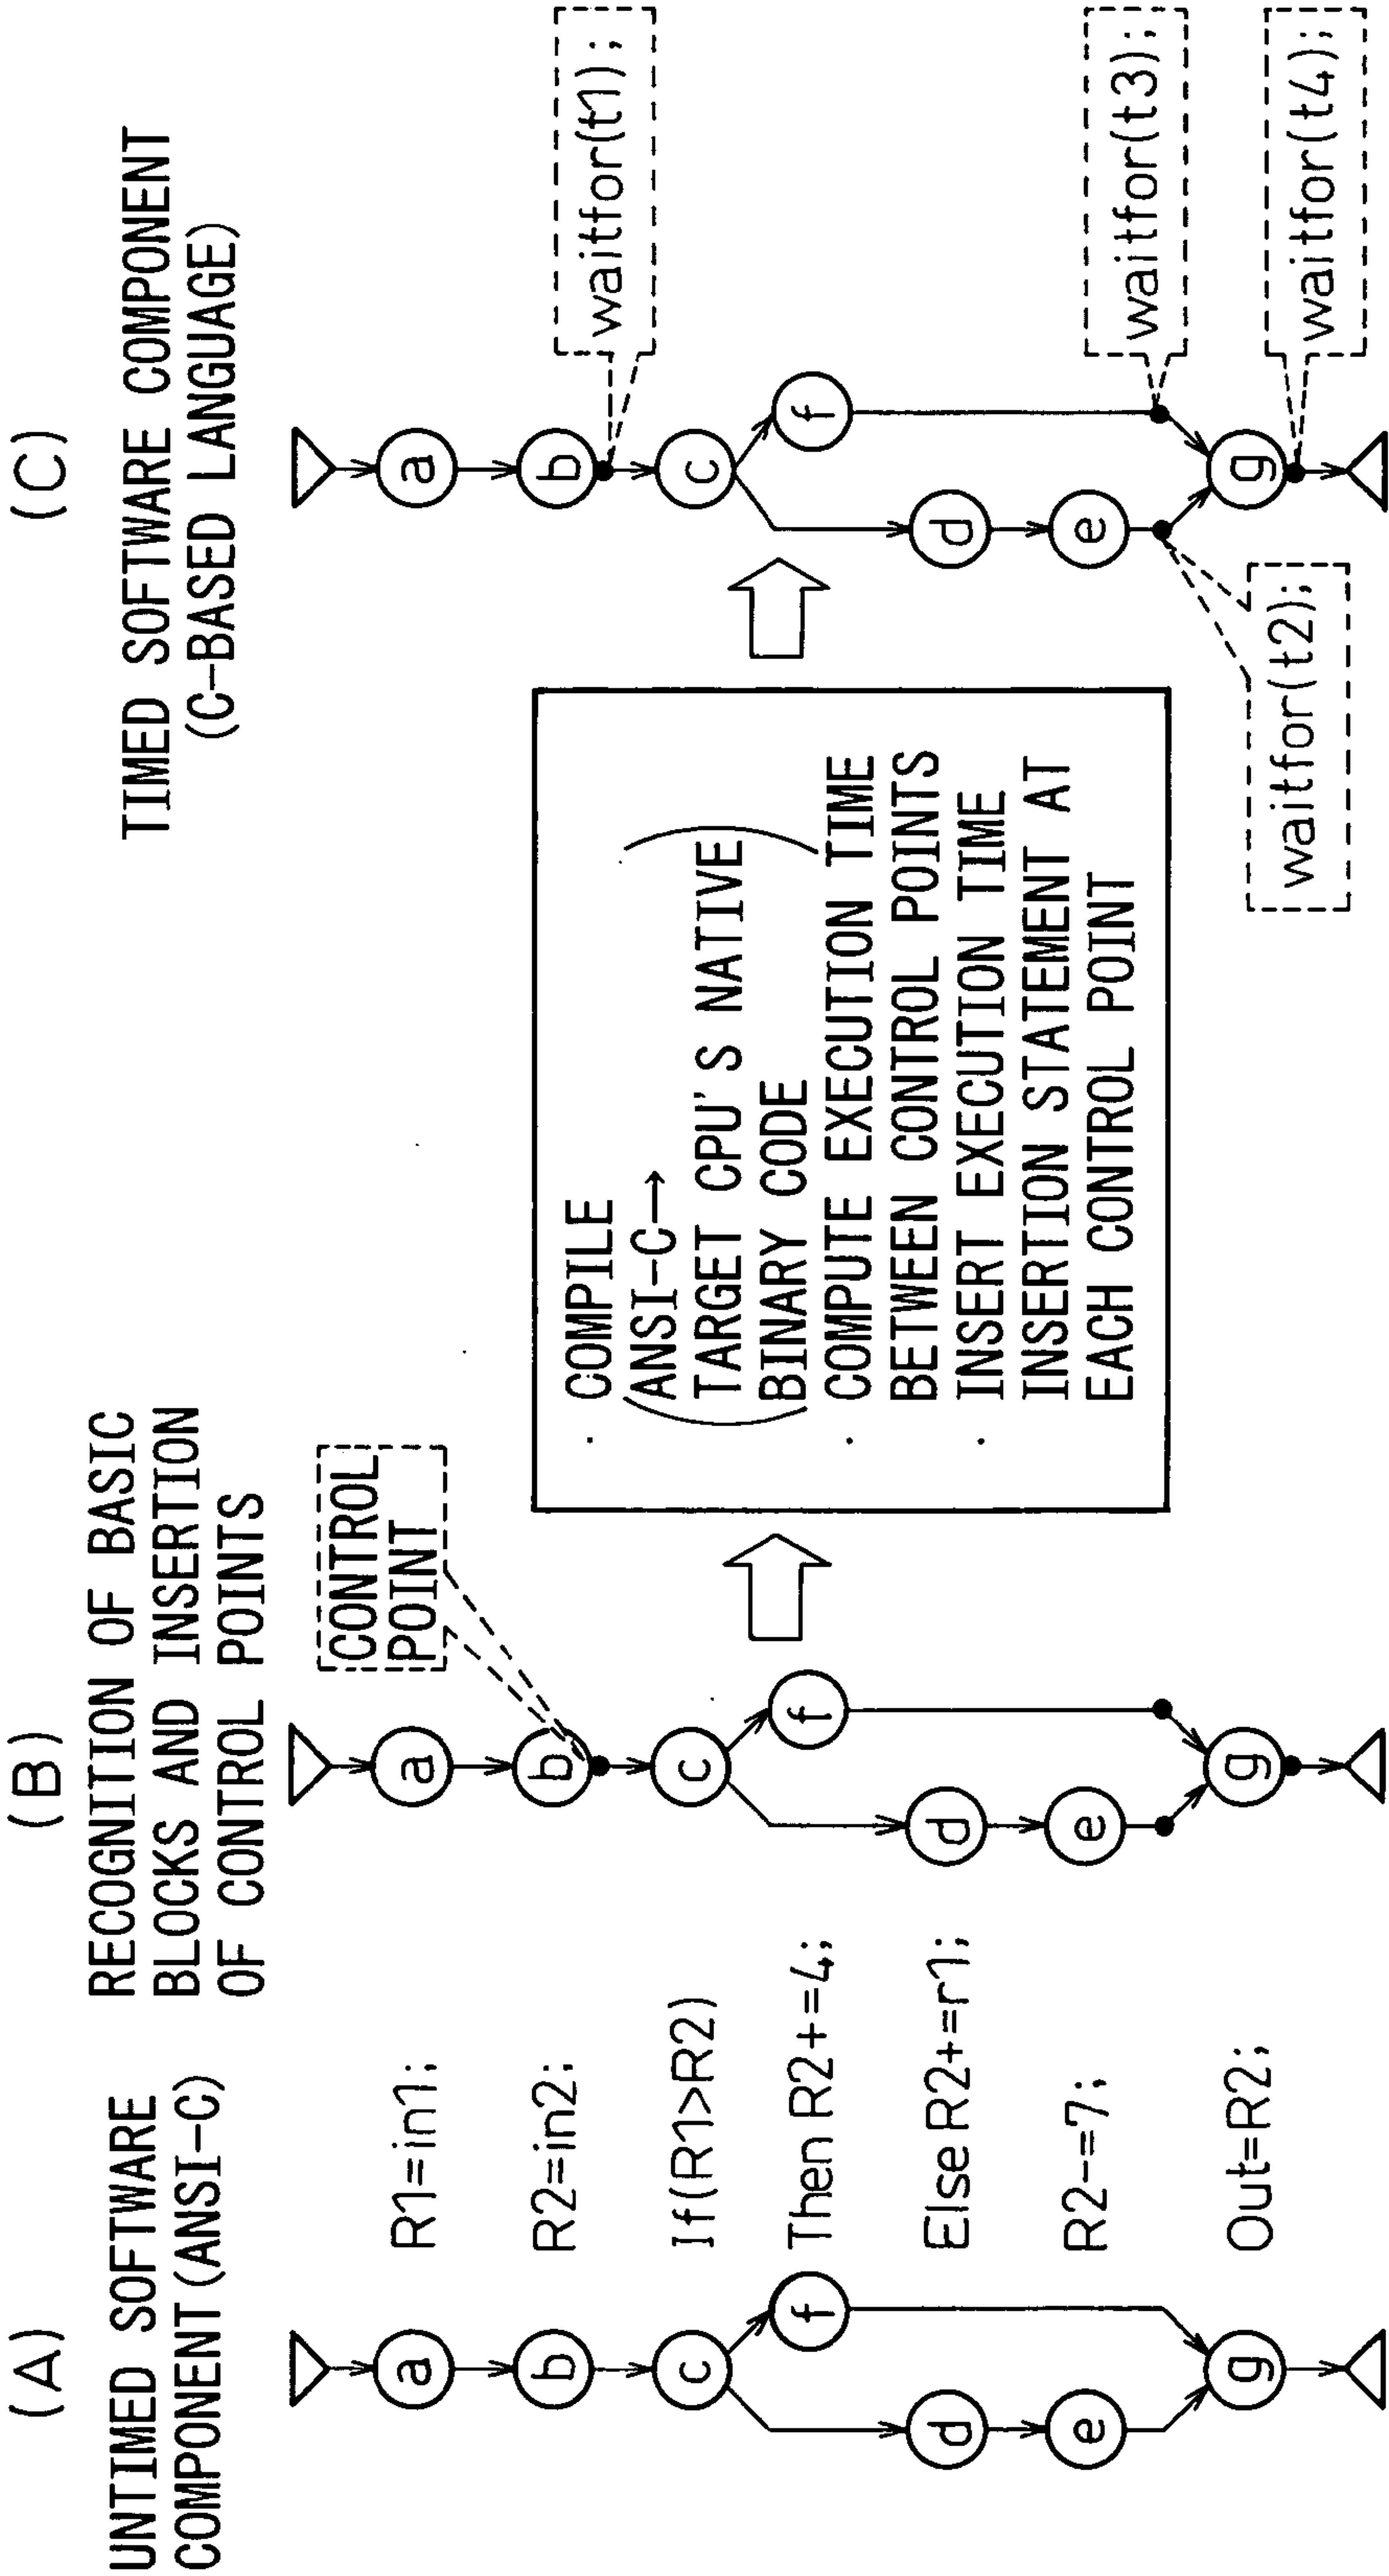 (A)
UNTIMED SOFTWARE
COMPONENT (ANSI-C)
a
b
c
f
d
e
g
R1=in1;
R2=in2;
If(R1>R2)
Then R2+=4;
Else R2+=r1;
R2-=7;
Out=R2;
(B)
RECOGNITION OF BASIC
BLOCKS AND INSERTION
OF CONTROL POINTS
CONTROL
POINT
a
b
c
f
d
e
g
· COMPILE
(ANSI-C→
TARGET CPU'S NATIVE
BINARY CODE)
· COMPUTE EXECUTION TIME
BETWEEN CONTROL POINTS
· INSERT EXECUTION TIME
INSERTION STATEMENT AT
EACH CONTROL POINT
(C)
TIMED SOFTWARE COMPONENT
(C-BASED LANGUAGE)
a
b
c
f
d
e
g
waitfor(t1);
waitfor(t2);
waitfor(t3);
waitfor(t4);